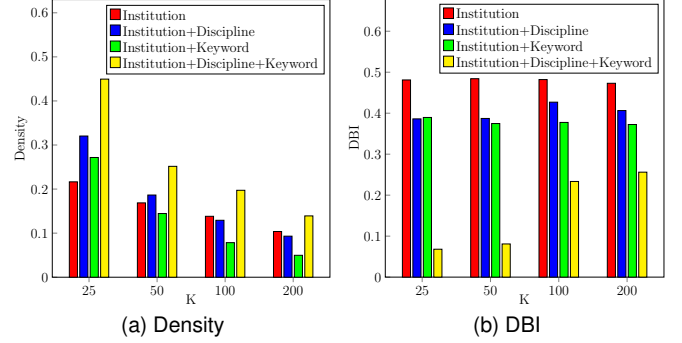 0.6
0.5
0.4
0.3
0.2
0.1
0
Density
Institution
Institution+Discipline
Institution+Keyword
Institution+Discipline+Keyword
25 50 100 200
K
(a) Density
0.6
0.5
0.4
0.3
0.2
0.1
0
DBI
Institution
Institution+Discipline
Institution+Keyword
Institution+Discipline+Keyword
25 50 100 200
K
(b) DBI